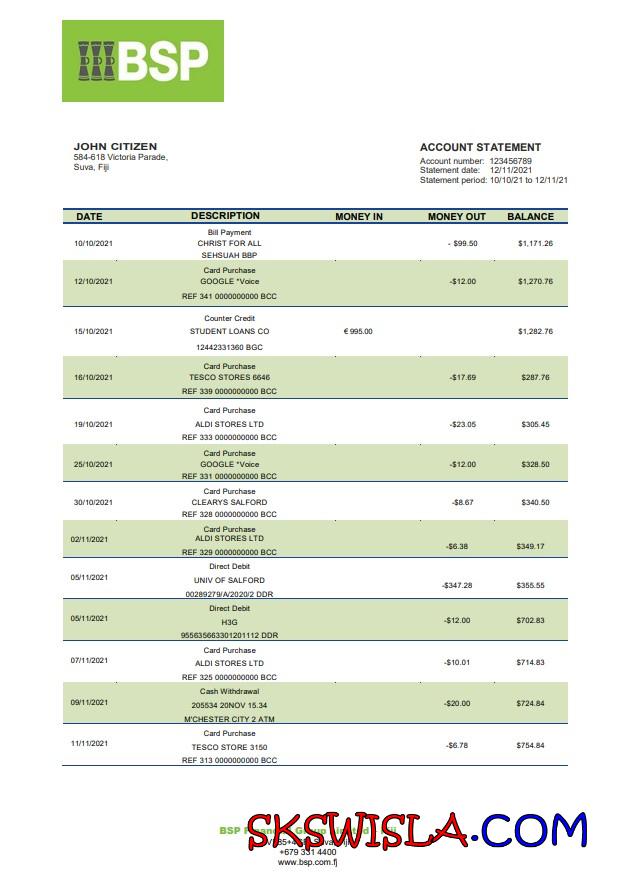 BSP
JOHN CITIZEN
584-618 Victoria Parade,
Suva, Fiji
ACCOUNT STATEMENT
Account number: 123456789
Statement date: 12/11/2021
Statement period: 10/10/21 to 12/11/21
DATE DESCRIPTION MONEY IN MONEY OUT BALANCE
Bill Payment
10/10/2021 CHRIST FOR ALL - $99.50 $1,171.26
SEHSUAH BBP
Card Purchase
12/10/2021 GOOGLE *Voice -$12.00 $1,270.76
REF 341 0000000000 BCC
Counter Credit
15/10/2021 STUDENT LOANS CO € 995.00 $1,282.76
12442331360 BGC
Card Purchase
16/10/2021 TESCO STORES 6646 -$17.69 $287.76
REF 339 0000000000 BCC
Card Purchase
19/10/2021 ALDI STORES LTD -$23.05 $305.45
REF 333 0000000000 BCC
Card Purchase
25/10/2021 GOOGLE *Voice -$12.00 $328.50
REF 331 0000000000 BCC
Card Purchase
30/10/2021 CLEARYS SALFORD -$8.67 $340.50
REF 328 0000000000 BCC
Card Purchase
02/11/2021 ALDI STORES LTD -$6.38 $349.17
REF 329 0000000000 BCC
Direct Debit
05/11/2021 UNIV OF SALFORD -$347.28 $355.55
00289279/A/2020/2 DDR
Direct Debit
05/11/2021 H3G -$12.00 $702.83
955635663301201112 DDR
Card Purchase
07/11/2021 ALDI STORES LTD -$10.01 $714.83
REF 325 0000000000 BCC
Cash Withdrawal
09/11/2021 205534 20NOV 15.34 -$20.00 $724.84
M'CHESTER CITY 2 ATM
Card Purchase
11/11/2021 TESCO STORE 3150 -$6.78 $754.84
REF 313 0000000000 BCC
BSP
SKSWISLA.COM
+679 331 4400
www.bsp.com.fj